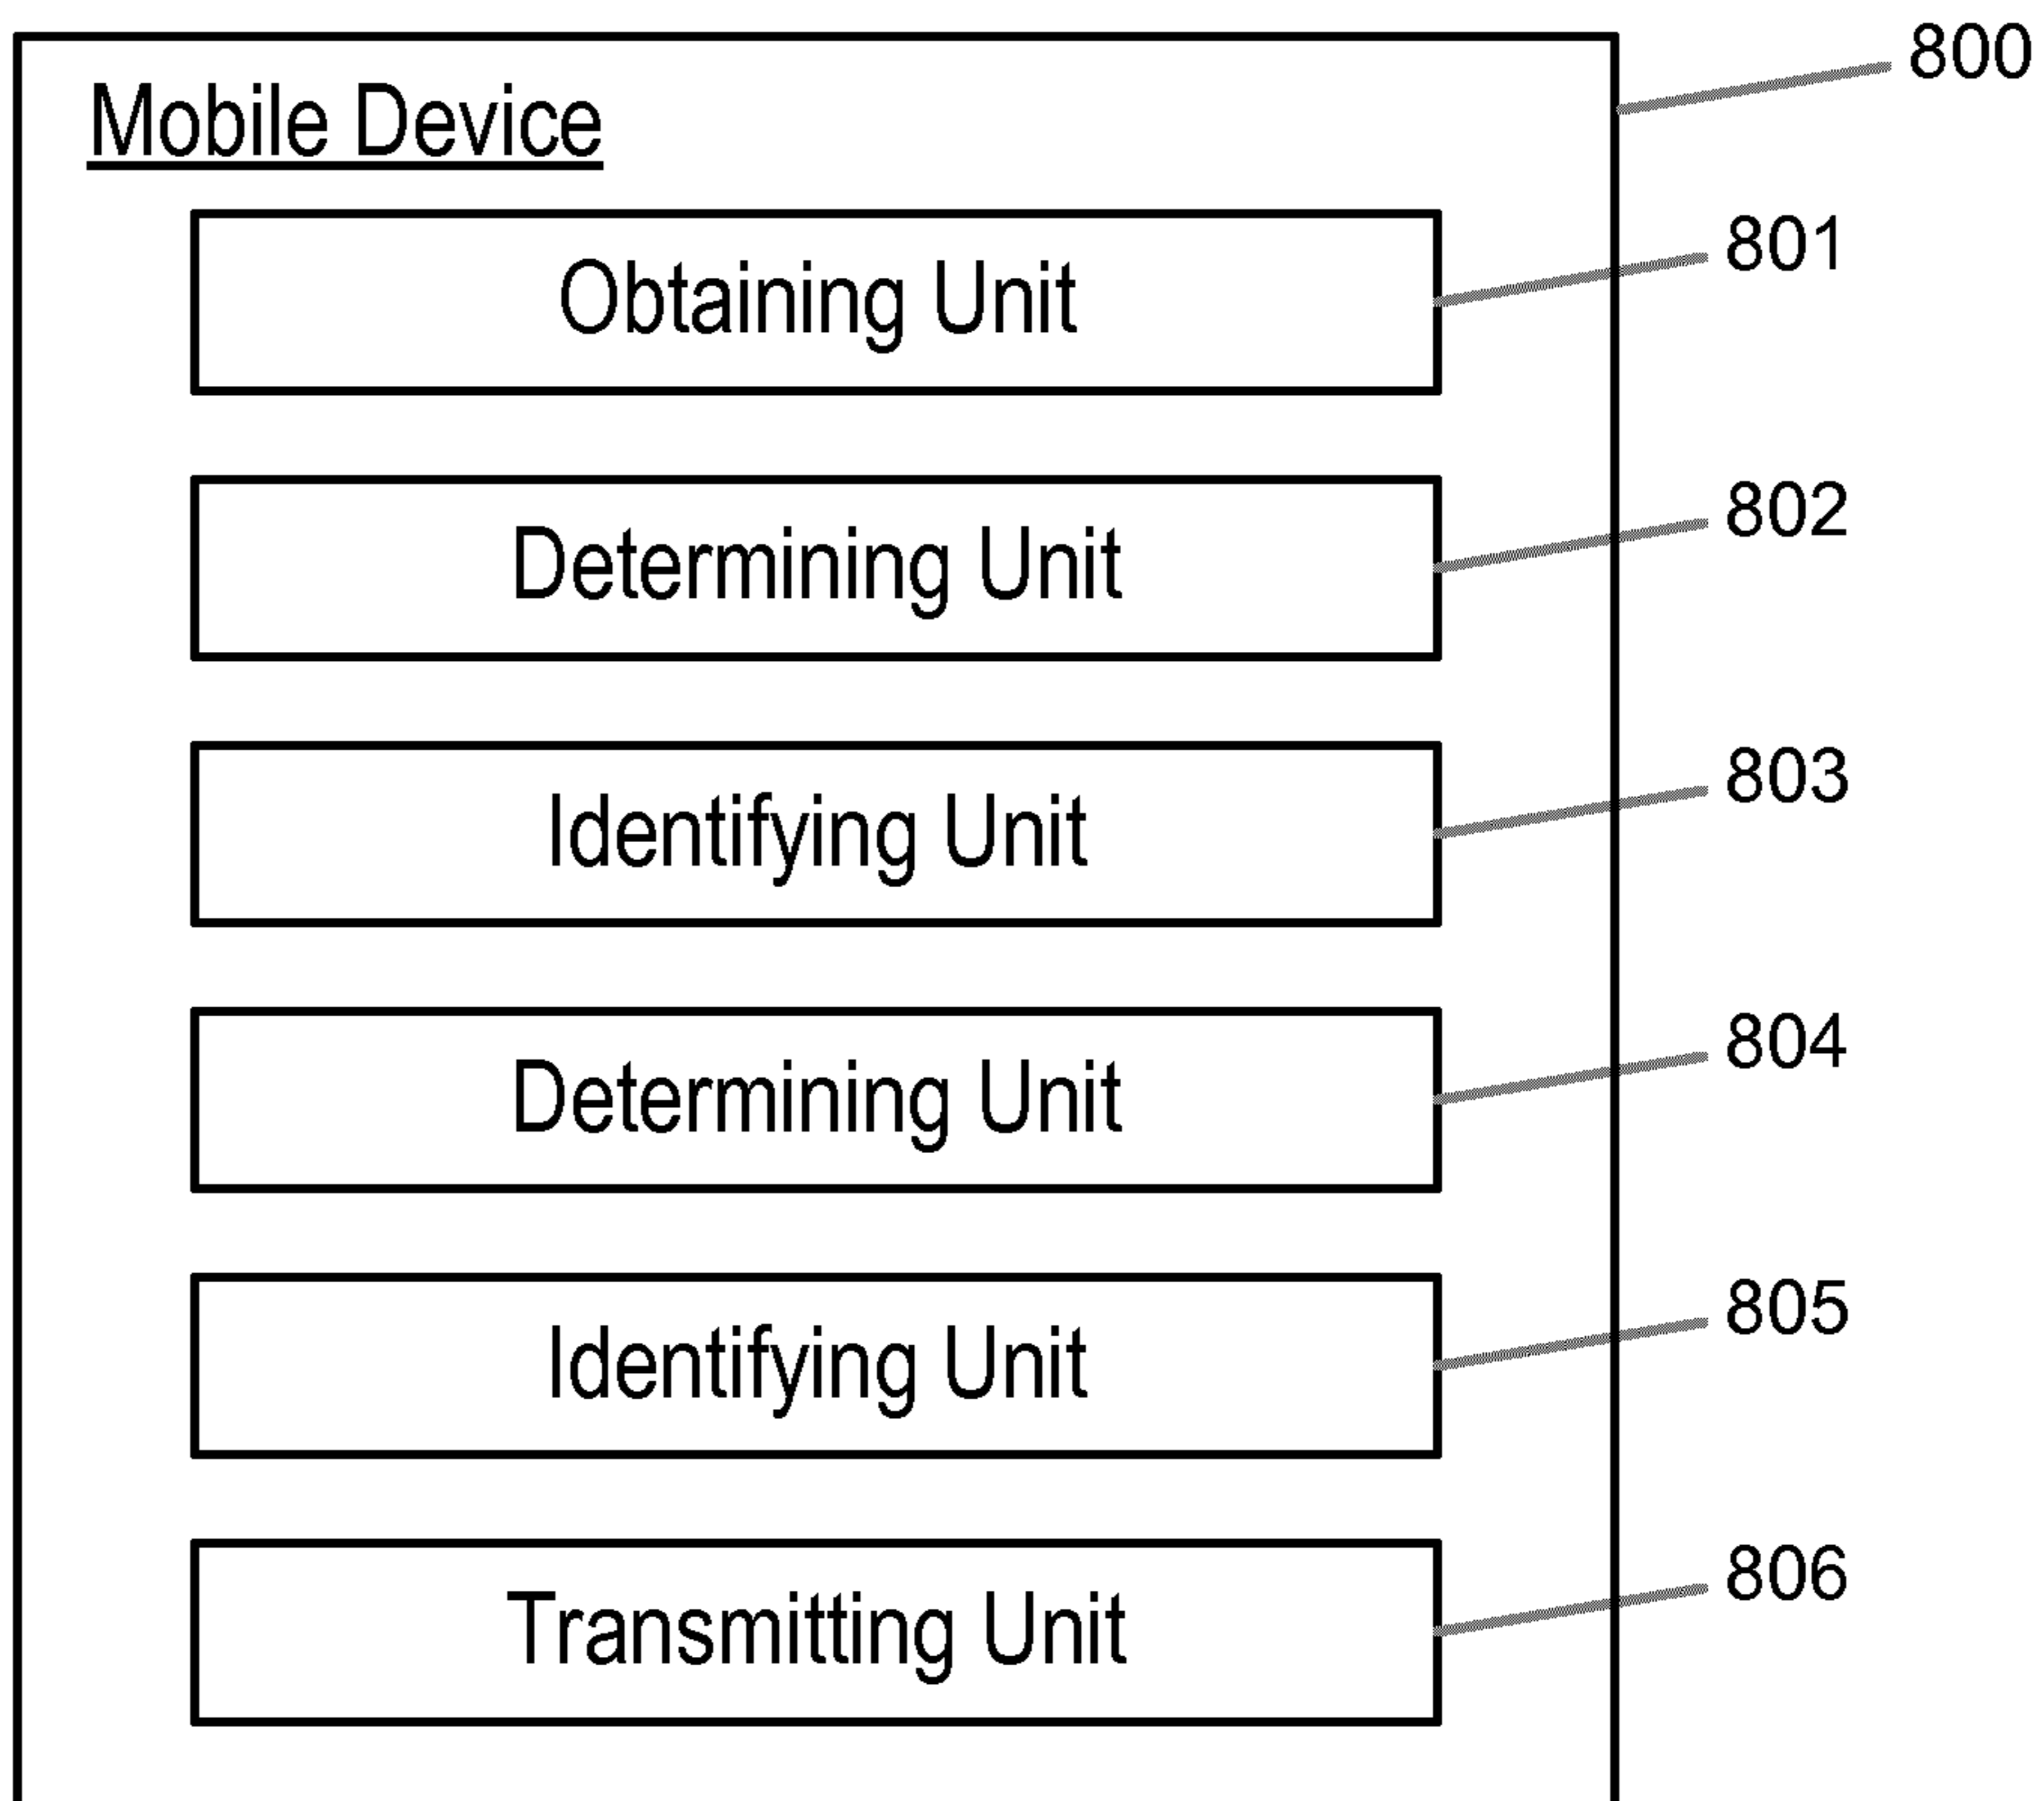 800
Mobile Device
Obtaining Unit 801
Determining Unit 802
Identifying Unit 803
Determining Unit 804
Identifying Unit 805
Transmitting Unit 806